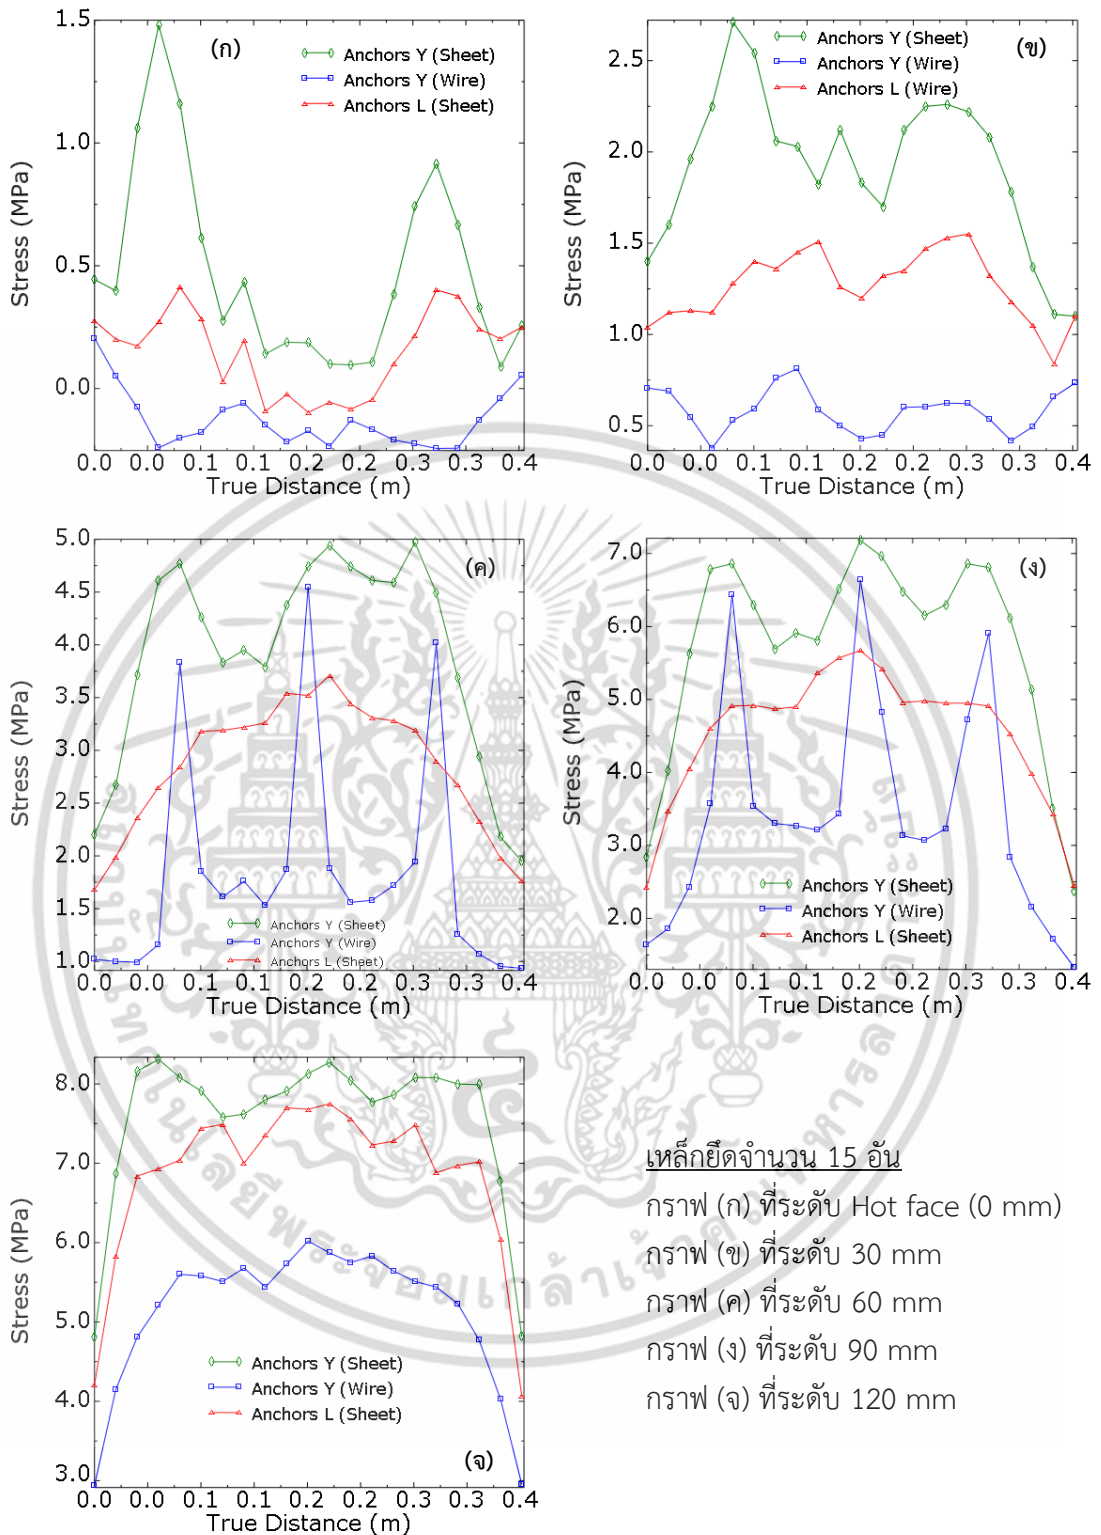 (ก)
Anchors Y (Sheet)
Anchors Y (Wire)
Anchors L (Sheet)
Stress (MPa)
1.5
1.0
0.5
0.0
0.0 0.0 0.1 0.1 0.2 0.2 0.3 0.3 0.4
True Distance (m)
(ข)
Anchors Y (Sheet)
Anchors Y (Wire)
Anchors L (Wire)
Stress (MPa)
2.5
2.0
1.5
1.0
0.5
0.0 0.0 0.1 0.1 0.2 0.2 0.3 0.3 0.4
True Distance (m)
(ค)
Stress (MPa)
5.0
4.5
4.0
3.5
3.0
2.5
2.0
1.5
1.0
Anchors Y (Sheet)
Anchors Y (Wire)
Anchors L (Sheet)
0.0 0.0 0.1 0.1 0.2 0.2 0.3 0.3 0.4
True Distance (m)
(ง)
Stress (MPa)
7.0
6.0
5.0
4.0
3.0
2.0
Anchors Y (Sheet)
Anchors Y (Wire)
Anchors L (Sheet)
0.0 0.0 0.1 0.1 0.2 0.2 0.3 0.3 0.4
True Distance (m)
Stress (MPa)
8.0
7.0
6.0
5.0
4.0
3.0
Anchors Y (Sheet)
Anchors Y (Wire)
Anchors L (Sheet)
(จ)
0.0 0.0 0.1 0.1 0.2 0.2 0.3 0.3 0.4
True Distance (m)
เหล็กยึดจำนวน 15 อัน
กราฟ (ก) ที่ระดับ Hot face (0 mm)
กราฟ (ข) ที่ระดับ 30 mm
กราฟ (ค) ที่ระดับ 60 mm
กราฟ (ง) ที่ระดับ 90 mm
กราฟ (จ) ที่ระดับ 120 mm